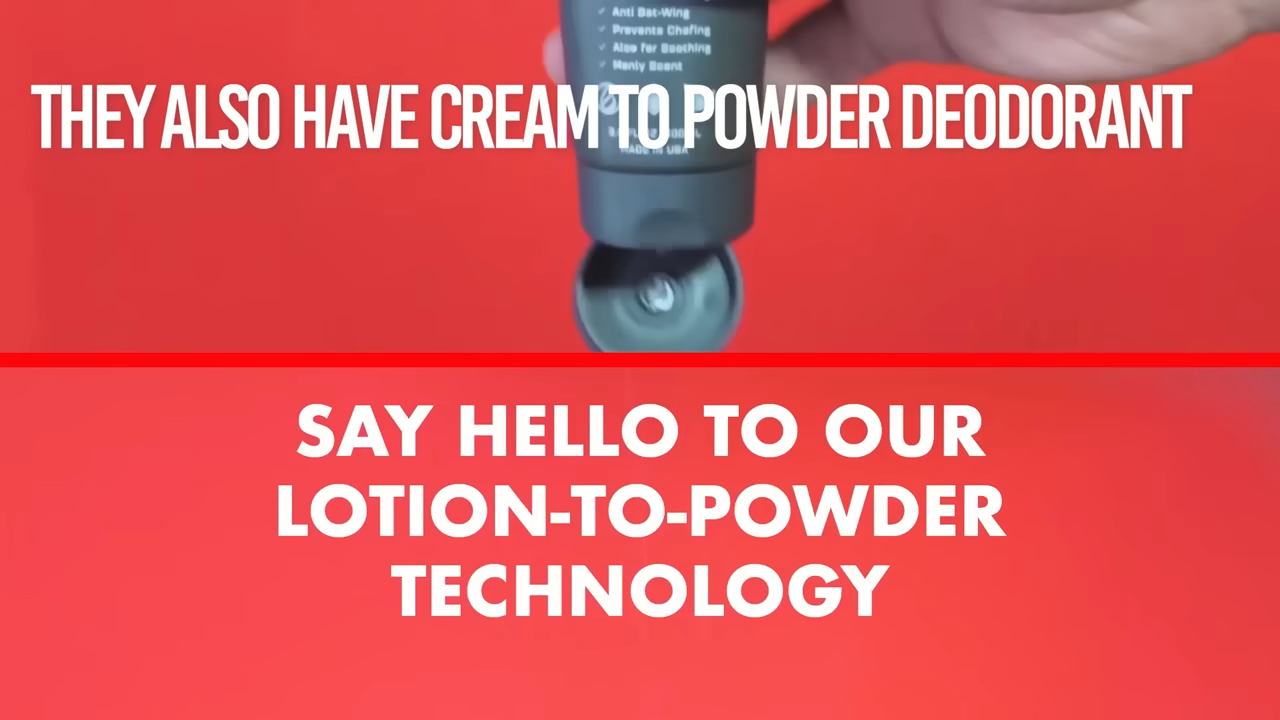 Anti Bat-Wing
Prevents Chafing
Also for Soothing
Manly Scent
THEY ALSO HAVE CREAM TO POWDER DEODORANT
MADE IN USA
SAY HELLO TO OUR
LOTION-TO-POWDER
TECHNOLOGY